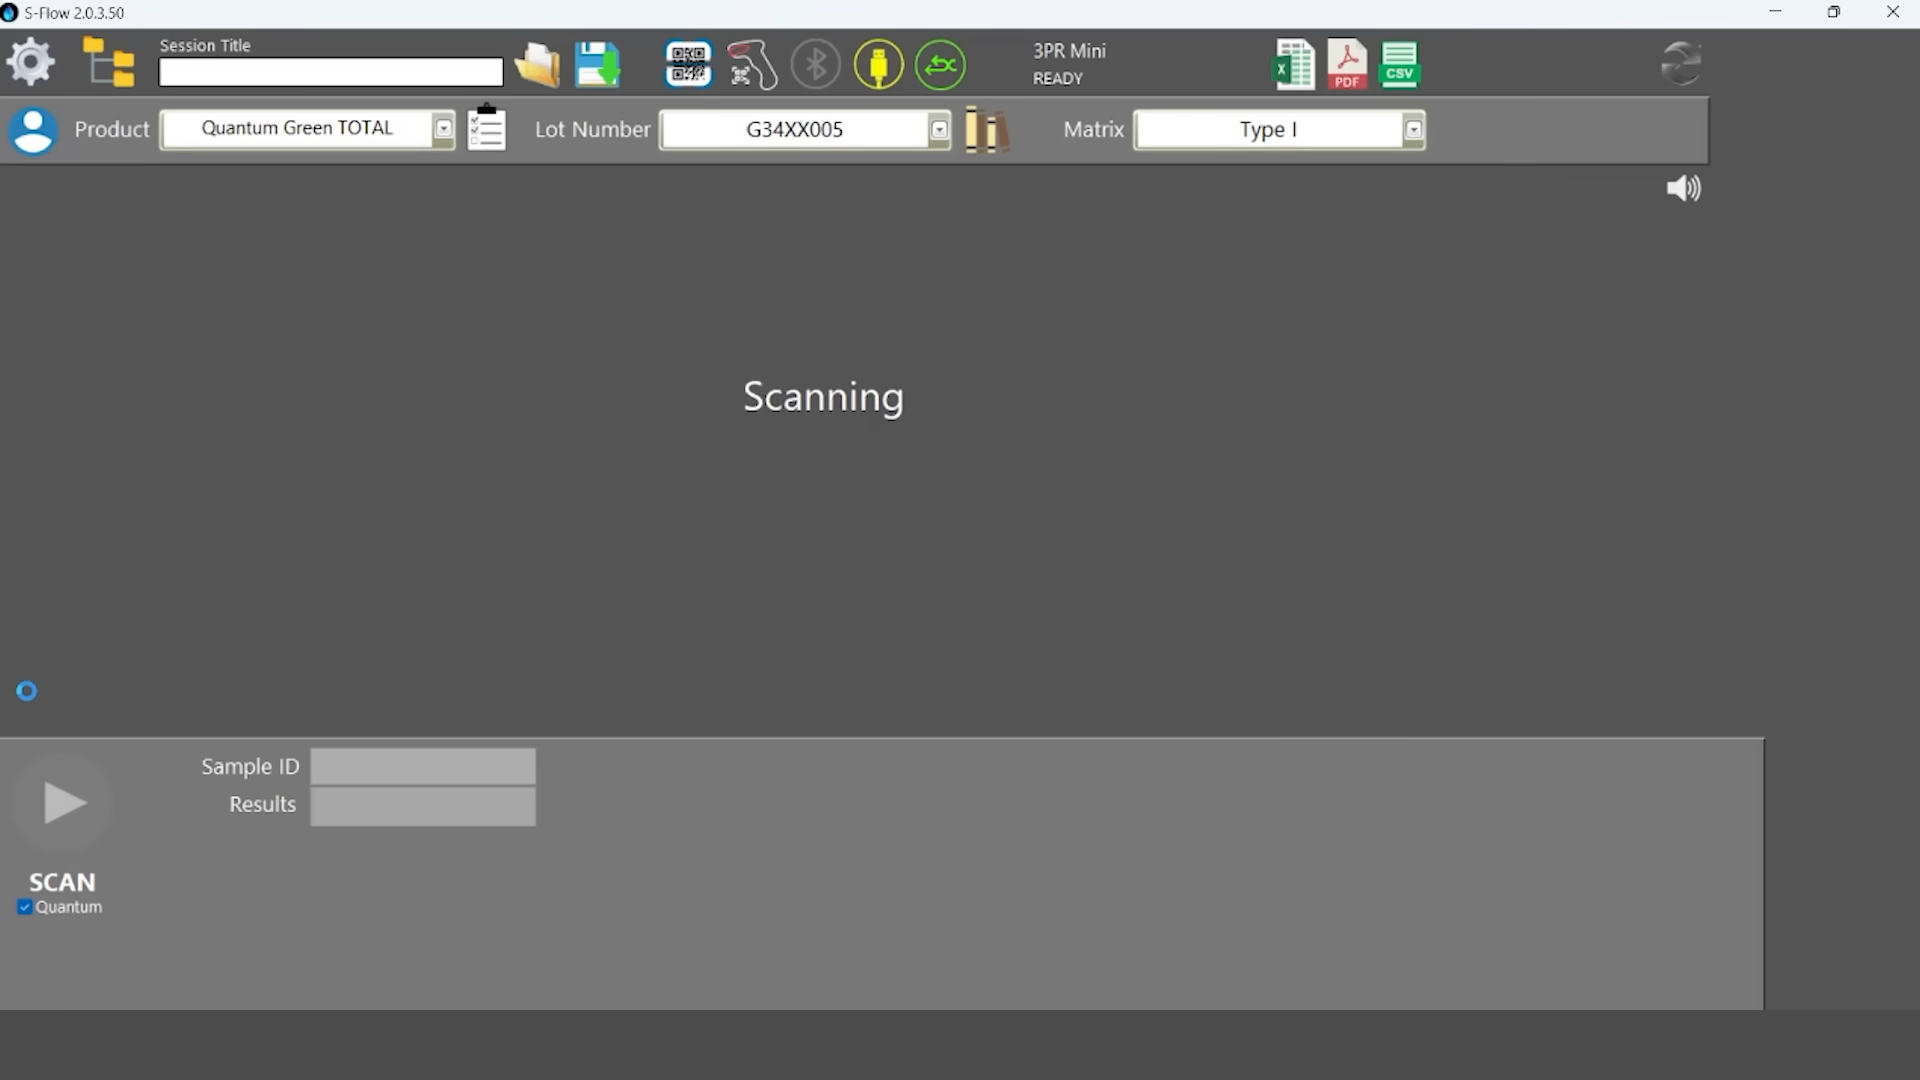 S-Flow 2.0.3.50
Session Title
3PR Mini
READY
PDF
CSV
Product
Quantum Green TOTAL
Lot Number
G34XX005
Matrix
Type I
Scanning
Sample ID
Results
SCAN
Quantum